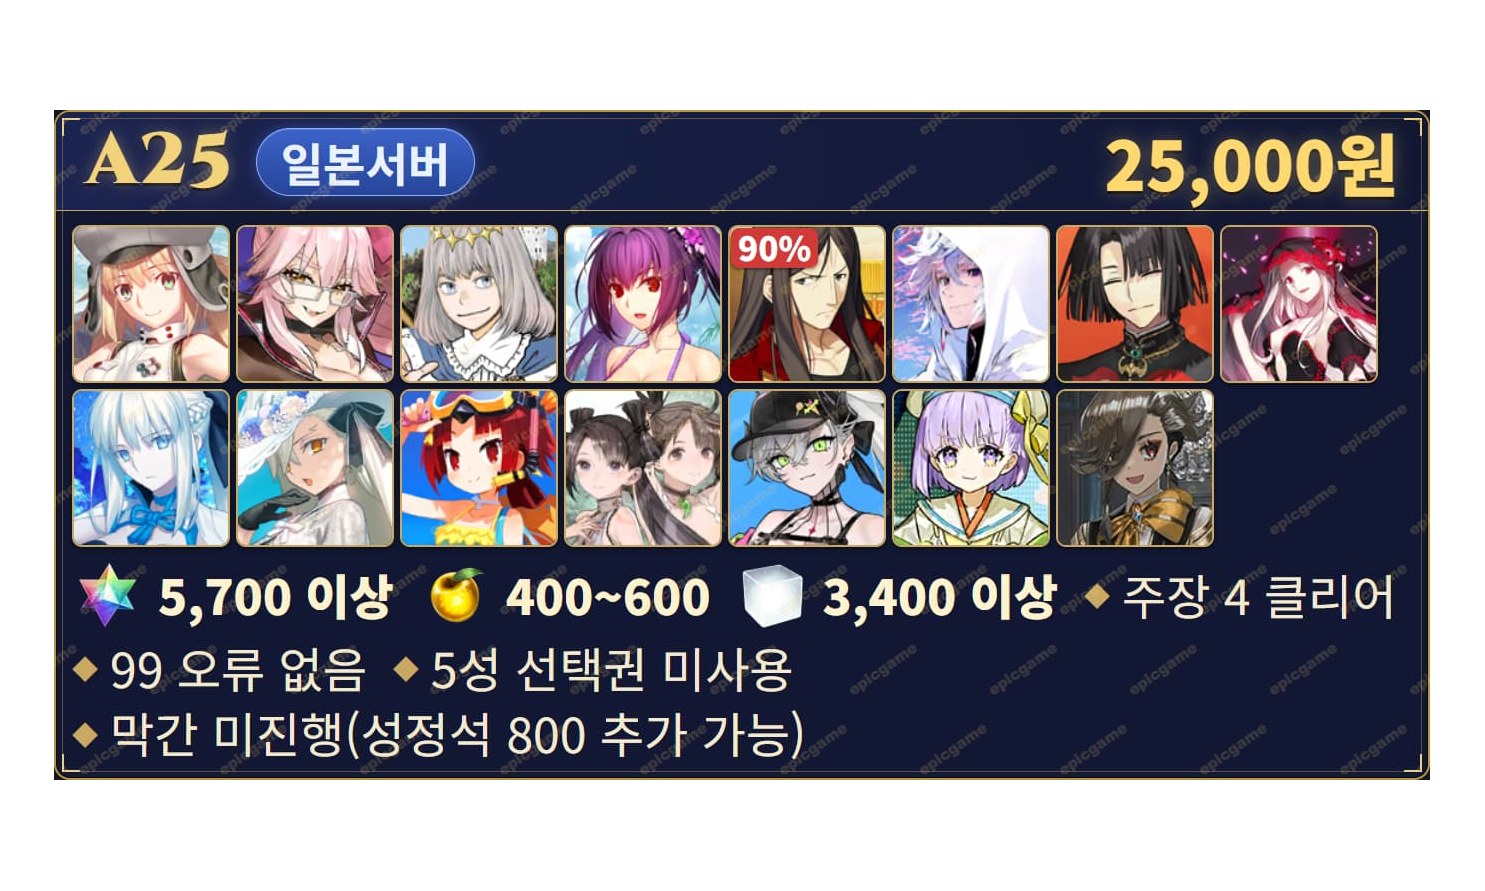 A25 일본서버 25,000원
90%
5,700 이상 400~600 3,400 이상 ◆ 주장 4 클리어
◆ 99 오류 없음 ◆ 5성 선택권 미사용
◆ 막간 미진행(성정석 800 추가 가능)
epicgame